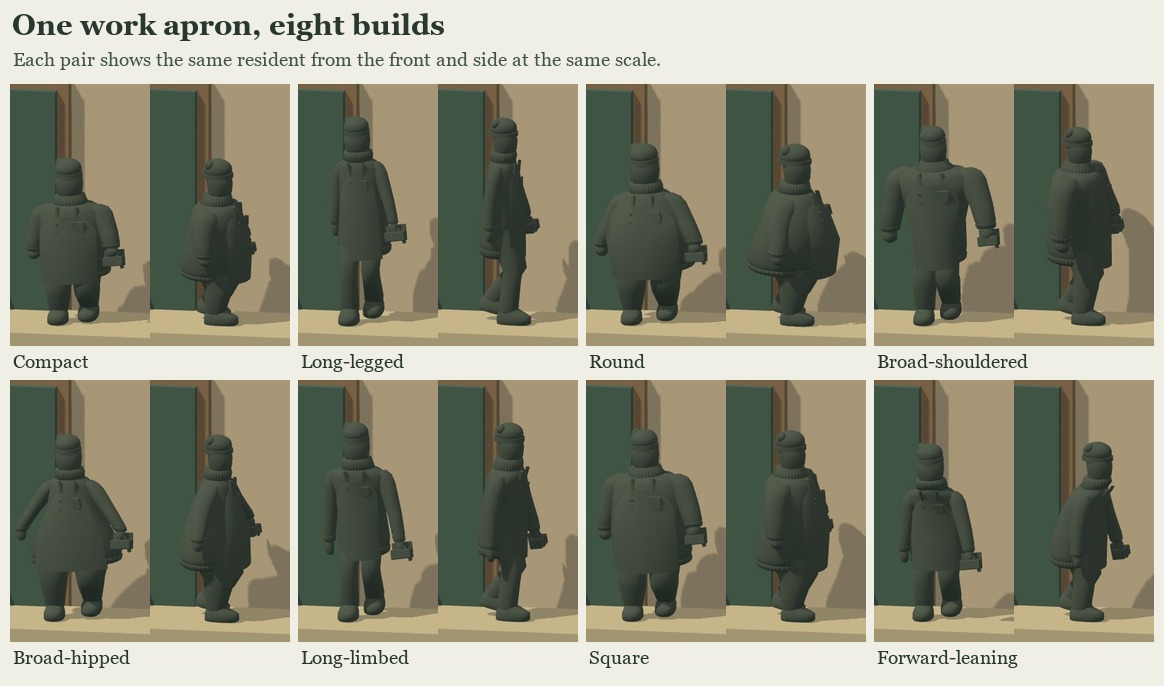 One work apron, eight builds
Each pair shows the same resident from the front and side at the same scale.
Compact
Long-legged
Round
Broad-shouldered
Broad-hipped
Long-limbed
Square
Forward-leaning